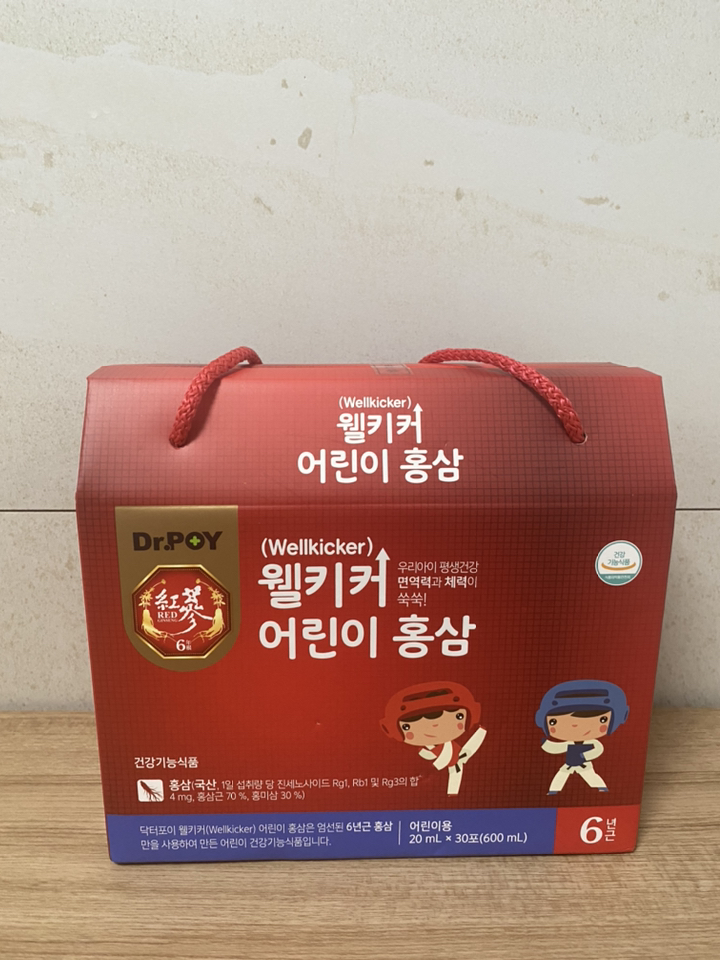 (Wellkicker)
웰키커
어린이 홍삼
Dr.POY
紅蔘
RED
GINSENG
6年根
(Wellkicker)
웰키커
어린이 홍삼
우리아이 평생건강
면역력과 체력이
쑥쑥!
건강
기능식품
건강기능식품
홍삼(국산, 1일 섭취량 당 진세노사이드 Rg1, Rb1 및 Rg3의 합
4 mg, 홍삼근 70 %, 홍미삼 30 %)
닥터포이 웰키커(Wellkicker) 어린이 홍삼은 엄선된 6년근 홍삼
만을 사용하여 만든 어린이 건강기능식품입니다.
어린이용
20 mL × 30포(600 mL)
6년근